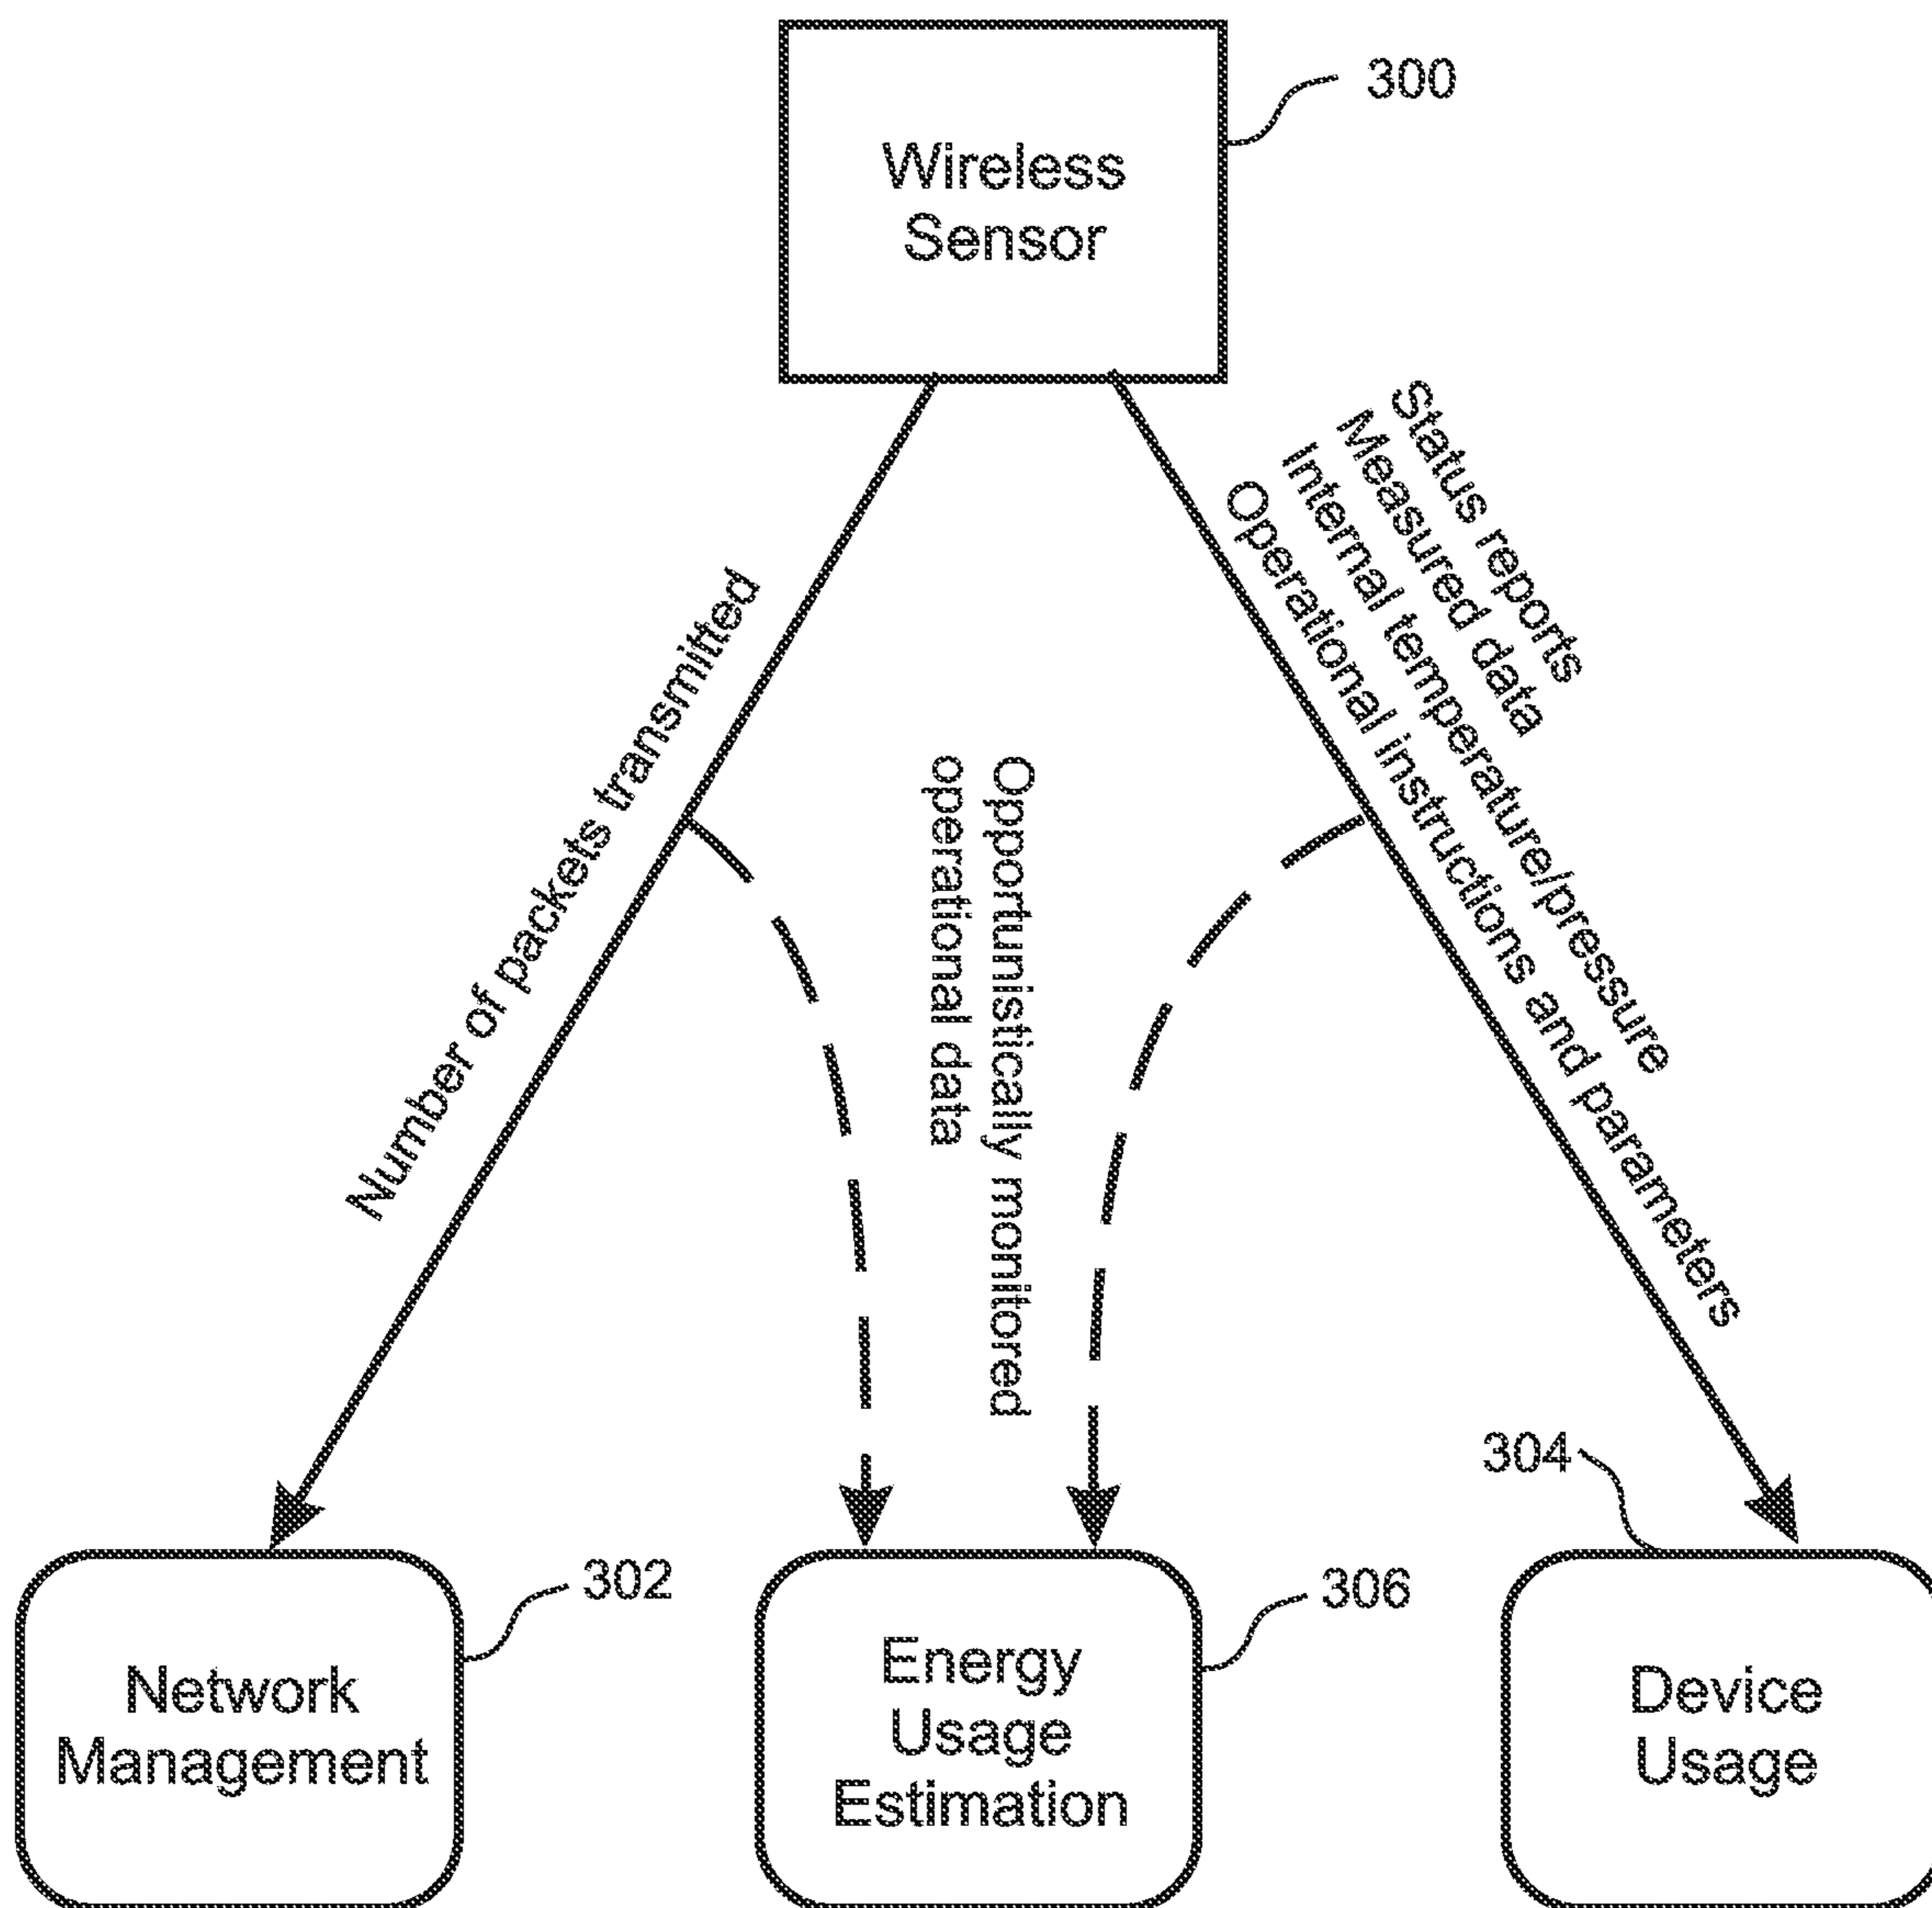 300
Wireless
Sensor
Number of packets transmitted
Opportunistically monitored
operational data
Status reports
Measured data
Internal temperature/pressure
Operational instructions and parameters
302
Network
Management
306
Energy
Usage
Estimation
304
Device
Usage